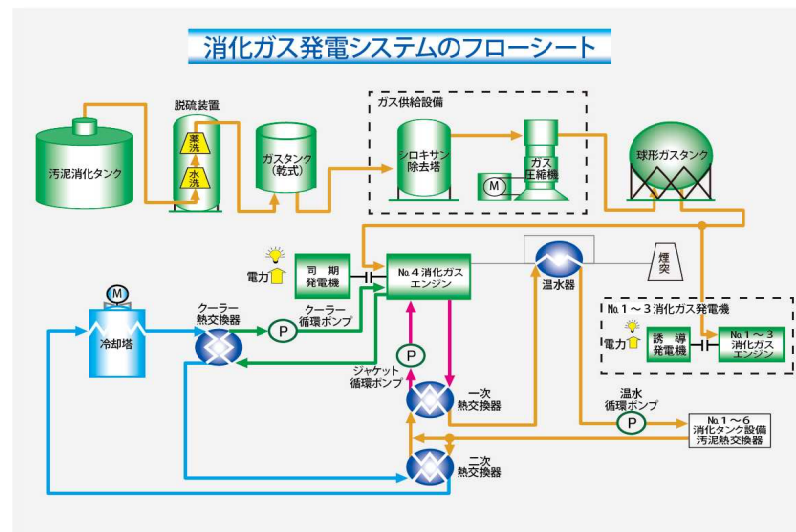 消化ガス発電システムのフローシート
脱硫装置
ガス供給設備
薬洗
水洗
汚泥消化タンク
ガスタンク
(乾式)
シロキサン
除去塔
M
ガス
圧縮機
球形ガスタンク
電力
司期
発電機
No.4消化ガス
エンジン
温水器
煙突
M
冷却塔
クーラー
熱交換器
P
クーラー
循環ポンプ
P
ジャケット
循環ポンプ
一次
熱交換器
二次
熱交換器
No.1～3消化ガス発電機
電力
誘導
発電機
No.1～3
消化ガス
エンジン
温水
循環ポンプ
P
No.1～6
消化タンク設備
汚泥熱交換器